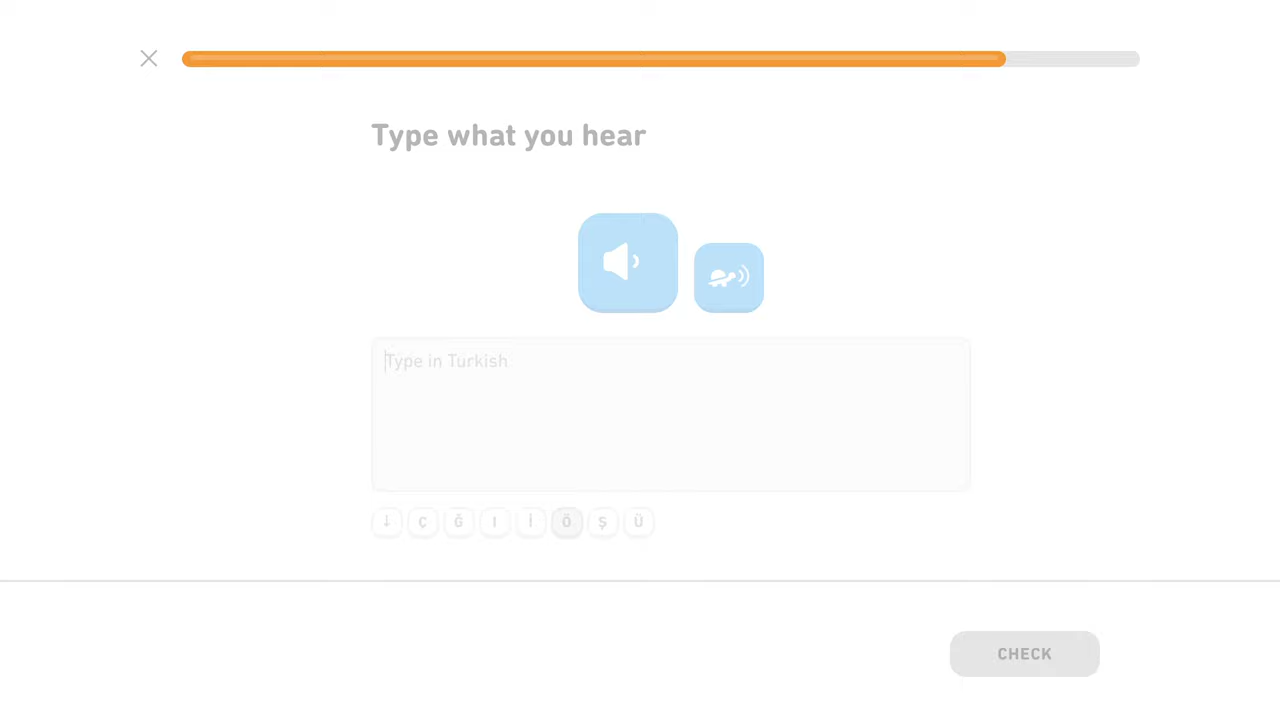 Type what you hear
Type in Turkish
↓ Ç Ğ I İ Ö Ş Ü
CHECK